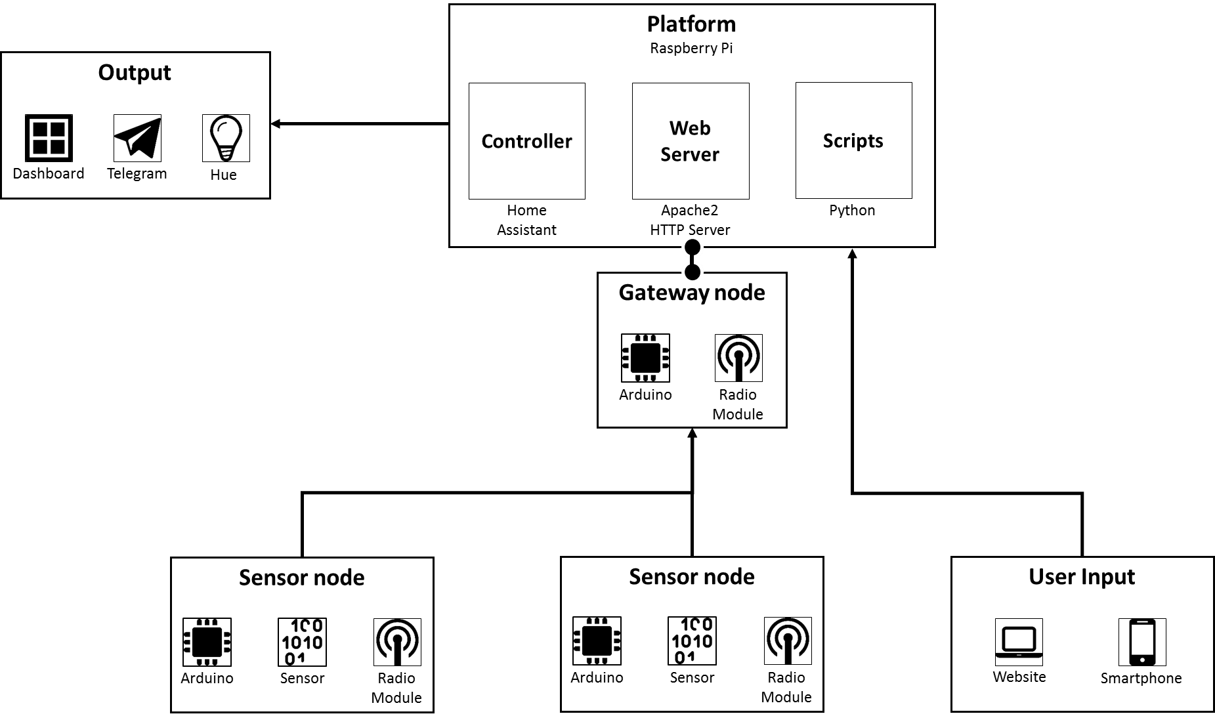 Platform
Raspberry Pi
Output
Dashboard
Telegram
Hue
Controller
Home
Assistant
Web
Server
Apache2
HTTP Server
Scripts
Python
Gateway node
Arduino
Radio
Module
Sensor node
Arduino
100
1010
01
Sensor
Radio
Module
Sensor node
Arduino
100
1010
01
Sensor
Radio
Module
User Input
Website
Smartphone